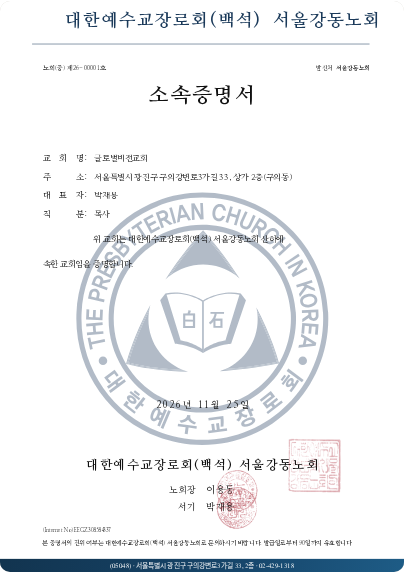 대한예수교장로회(백석) 서울강동노회
노회(증) 제26-00001호
발신처 서울강동노회
소속증명서
교 회 명: 글로벌비전교회
주 소: 서울특별시 광진구 구의강변로3가길 33, 상가 2층(구의동)
대 표 자: 박재용
직 분: 목사
위 교회는 대한예수교장로회(백석) 서울강동노회 산하에
속한 교회임을 증명합니다.
THE PRESBYTERIAN CHURCH IN KOREA
白石
대한예수교장로회
2026년 11월 25일
대한예수교장로회(백석) 서울강동노회
노회장 이용동
서기 박재용
본 증명서의 진위 여부는 대한예수교장로회(백석) 서울강동노회로 문의하시기 바랍니다. 발급일로부터 90일까지 유효합니다
(05048) · 서울특별시 광진구 구의강변로3가길 33, 2층 · 02-429-1318